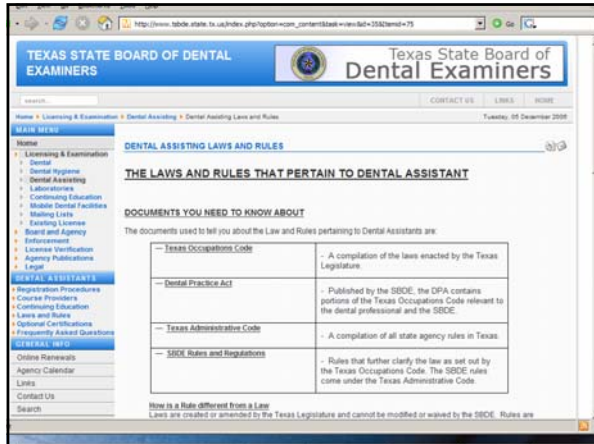 http://www.tsbde.state.tx.us/index.php?option=com_content&task=view&id=35&Itemid=75
Go
TEXAS STATE BOARD OF DENTAL
EXAMINERS
Texas State Board of
Dental Examiners
search...
CONTACT US
LINKS
HOME
Home
Licensing & Examination
Dental Assisting
Dental Assisting Laws and Rules
Tuesday, 05 December 2006
MAIN MENU
Home
Licensing & Examination
Dental
Dental Hygiene
Dental Assisting
Laboratories
Continuing Education
Mobile Dental Facilities
Mailing Lists
Existing License
Board and Agency
Enforcement
License Verification
Agency Publications
Legal
DENTAL ASSISTANTS
Registration Procedures
Course Providers
Continuing Education
Laws and Rules
Optional Certifications
Frequently Asked Questions
GENERAL INFO
Online Renewals
Agency Calendar
Links
Contact Us
Search
DENTAL ASSISTING LAWS AND RULES
THE LAWS AND RULES THAT PERTAIN TO DENTAL ASSISTANT
DOCUMENTS YOU NEED TO KNOW ABOUT
The documents used to tell you about the Law and Rules pertaining to Dental Assistants are:
— Texas Occupations Code
- A compilation of the laws enacted by the Texas
Legislature.
— Dental Practice Act
- Published by the SBDE, the DPA contains
portions of the Texas Occupations Code relevant to
the dental professional and the SBDE.
— Texas Administrative Code
- A compilation of all state agency rules in Texas.
— SBDE Rules and Regulations
- Rules that further clarify the law as set out by
the Texas Occupations Code. The SBDE rules
come under the Texas Administrative Code.
How is a Rule different from a Law
Laws are created or amended by the Texas Legislature and cannot be modified or waived by the SBDE. Rules are